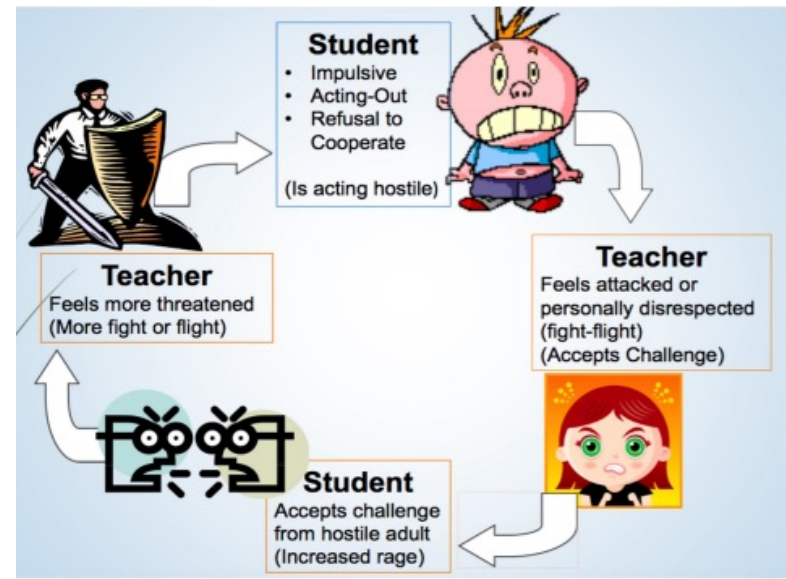 Student
• Impulsive
• Acting-Out
• Refusal to
Cooperate
(Is acting hostile)
Teacher
Feels attacked or
personally disrespected
(fight-flight)
(Accepts Challenge)
Student
Accepts challenge
from hostile adult
(Increased rage)
Teacher
Feels more threatened
(More fight or flight)